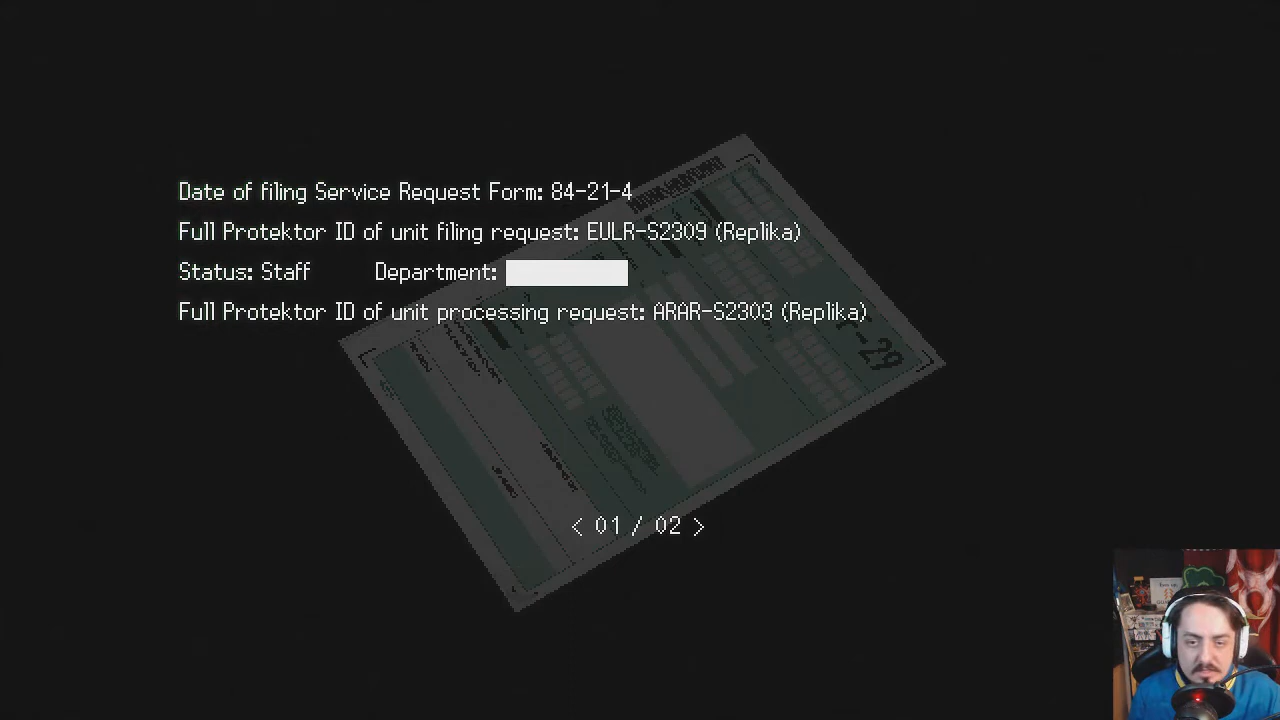 Date of filing Service Request Form: 84-21-4
Full Protektor ID of unit filing request: EULR-S2309 (Replika)
Status: Staff Department:
Full Protektor ID of unit processing request: ARAR-S2303 (Replika)
< 01 / 02 >